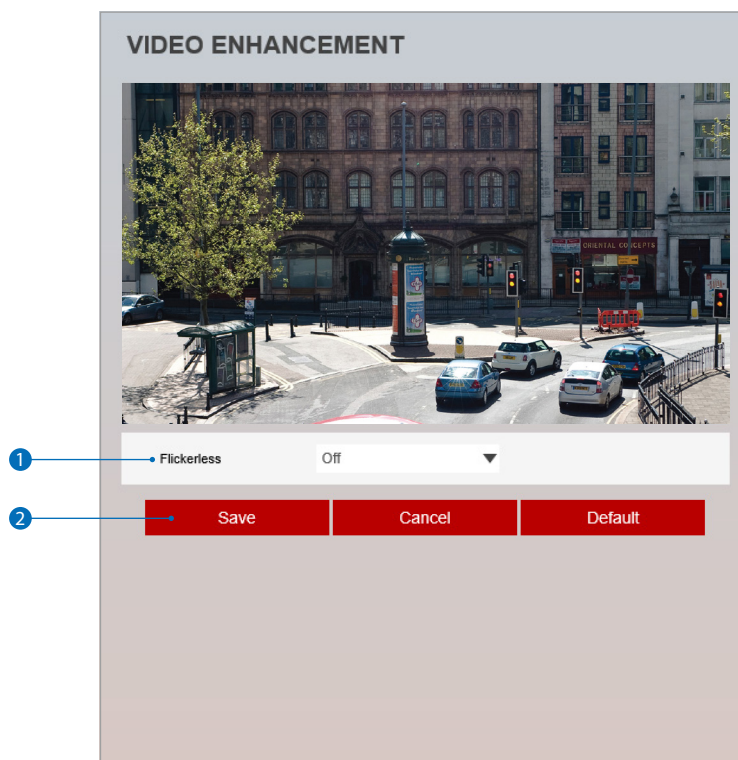 VIDEO ENHANCEMENT
ORIENTAL CONCEPTS
1
Flickerless
Off
2
Save
Cancel
Default